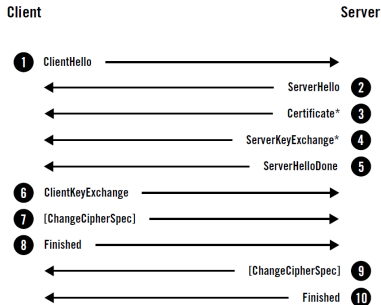 Client Server
1 ClientHello
ServerHello 2
Certificate* 3
ServerKeyExchange* 4
ServerHelloDone 5
6 ClientKeyExchange
7 [ChangeCipherSpec]
8 Finished
[ChangeCipherSpec] 9
Finished 10